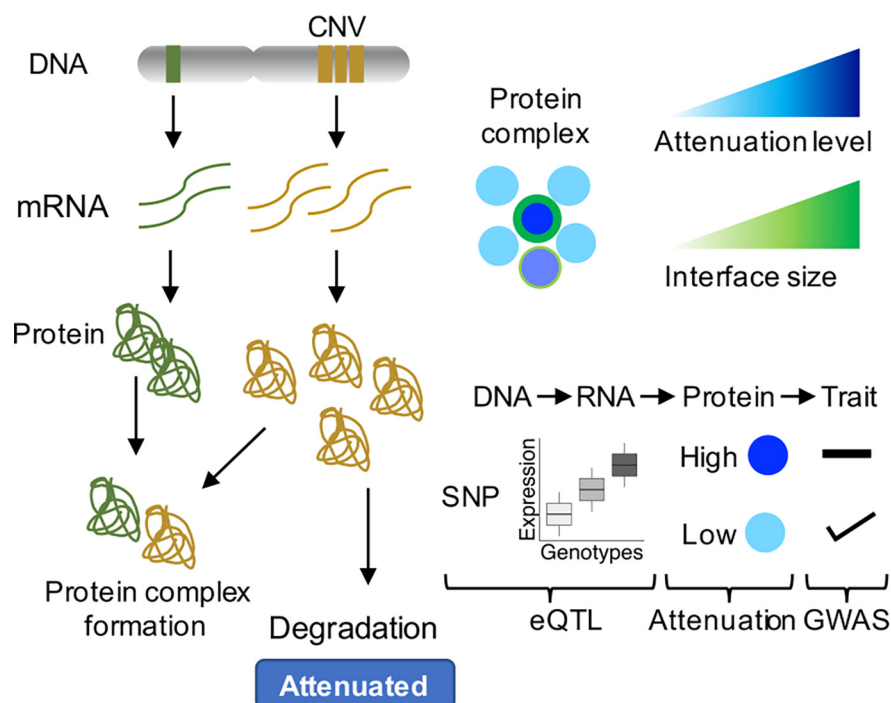 CNV
DNA
mRNA
Protein
Protein complex
formation
Degradation
Attenuated
Protein
complex
Attenuation level
Interface size
DNA RNA Protein Trait
SNP
Expression
Genotypes
High
Low
eQTL Attenuation GWAS